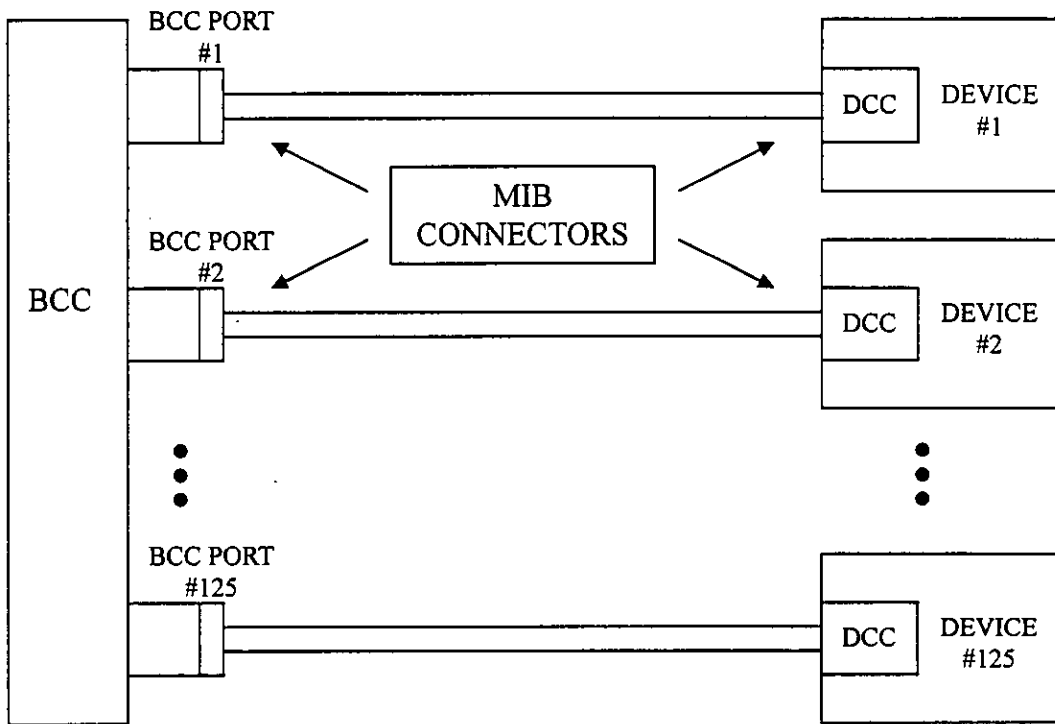 BCC PORT
#1
DCC
DEVICE
#1
MIB
CONNECTORS
BCC PORT
#2
BCC
DCC
DEVICE
#2
BCC PORT
#125
DCC
DEVICE
#125